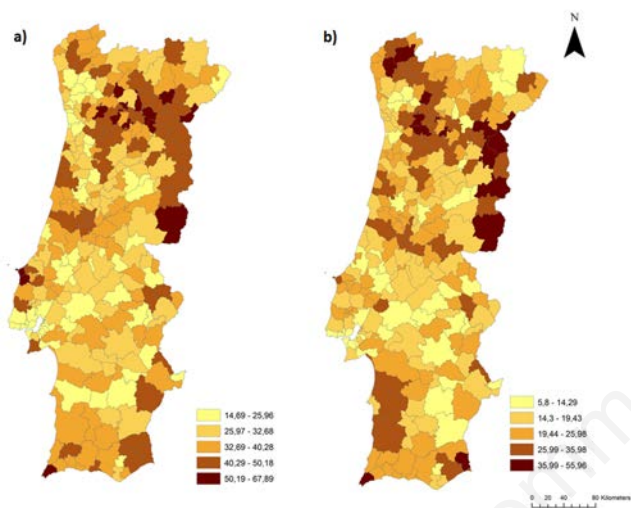 a)
b)
N
14,69 - 25,96
25,97 - 32,68
32,69 - 40,28
40,29 - 50,18
50,19 - 67,89
5,8 - 14,29
14,3 - 19,43
19,44 - 25,98
25,99 - 35,98
35,99 - 55,96
0 20 40 80 Kilometers